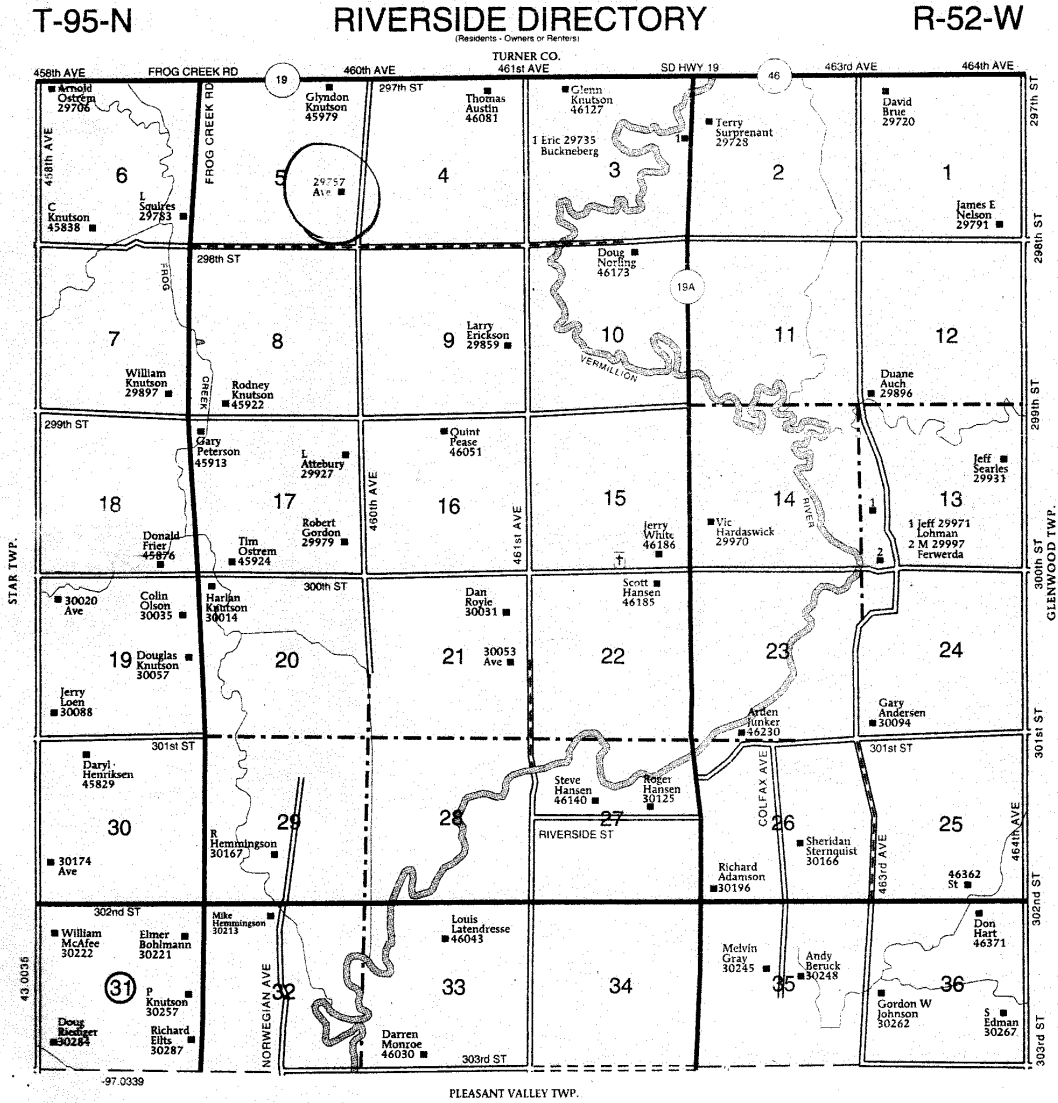 T-95-N
RIVERSIDE DIRECTORY
R-52-W
(Residents - Owners or Renters)
TURNER CO.
458th AVE
FROG CREEK RD
19
460th AVE
461st AVE
SD HWY 19
46
463rd AVE
464th AVE
297th ST
297th ST
458th AVE
FROG CREEK RD
Arnold
Ostrem
29706
Glyndon
Knutson
45979
Thomas
Austin
46081
Glenn
Knutson
46127
1 Eric 29735
Buckneberg
1
Terry
Surprenant
29728
David
Brue
29720
6
5
4
3
2
1
29757
Ave
C
Knutson
45838
L
Squires
29783
James E
Nelson
29791
298th ST
298th ST
FROG
Doug
Norling
46173
19A
7
8
9
10
11
12
Larry
Erickson
29859
VERMILLION
William
Knutson
29897
CREEK
Rodney
Knutson
45922
Duane
Auch
29896
299th ST
299th ST
Gary
Peterson
45913
L
Attebury
29927
Quint
Pease
46051
Jeff
Searles
29931
18
17
16
15
14
13
460th AVE
461st AVE
RIVER
Robert
Gordon
29979
Jerry
White
46186
Vic
Hardaswick
29970
1
1 Jeff 29971
Lohman
2 M 29997
Ferwerda
2
Donald
Frier
45876
Tim
Ostrem
45924
STAR TWP.
GLENWOOD TWP.
300th ST
300th ST
30020
Ave
Colin
Olson
30035
Harlan
Knutson
30014
Dan
Royle
30031
Scott
Hansen
46185
19
Douglas
Knutson
30057
20
21
30053
Ave
22
23
24
Jerry
Loen
30088
Arden
Junker
46230
Gary
Andersen
30094
301st ST
301st ST
301st ST
Daryl
Henriksen
45829
Steve
Hansen
46140
Roger
Hansen
30125
COLFAX AVE
463rd AVE
464th AVE
30
29
28
27
26
25
RIVERSIDE ST
R
Hemmingson
30167
30174
Ave
Sheridan
Sternquist
30166
Richard
Adamson
30196
46362
St
302nd ST
302nd ST
Mike
Hemmingson
30213
William
McAfee
30222
Elmer
Bohlmann
30221
Louis
Latendresse
46043
Don
Hart
46371
Melvin
Gray
30245
Andy
Beruck
30248
43.0036
31
P
Knutson
30257
NORWEGIAN AVE
32
33
34
35
36
Gordon W
Johnson
30262
S
Edman
30267
Doug
Riediger
30284
Richard
Ellts
30287
Darren
Monroe
46030
303rd ST
303rd ST
-97.0339
PLEASANT VALLEY TWP.